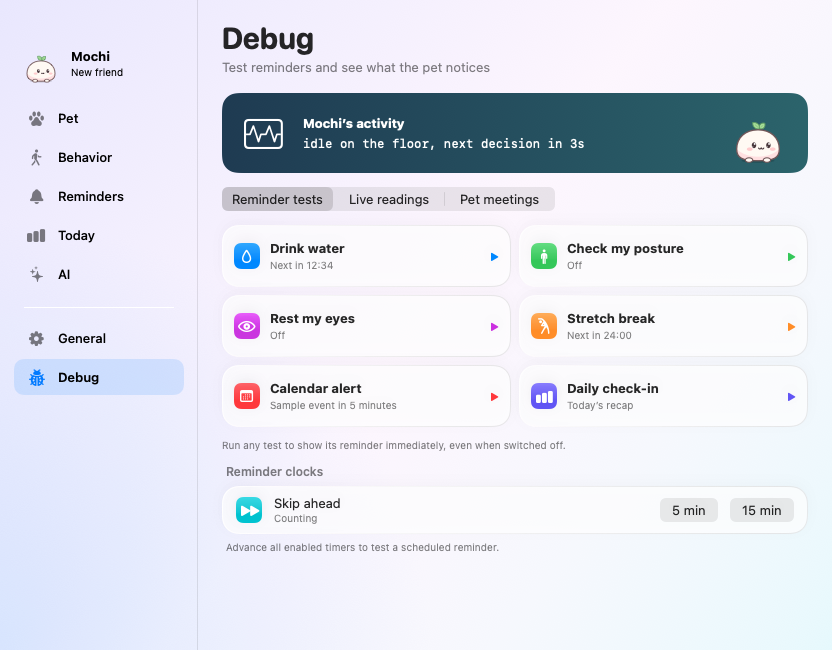 Mochi
New friend
Pet
Behavior
Reminders
Today
AI
General
Debug
Debug
Test reminders and see what the pet notices
Mochi's activity
idle on the floor, next decision in 3s
Reminder tests
Live readings
Pet meetings
Drink water
Next in 12:34
Check my posture
Off
Rest my eyes
Off
Stretch break
Next in 24:00
Calendar alert
Sample event in 5 minutes
Daily check-in
Today's recap
Run any test to show its reminder immediately, even when switched off.
Reminder clocks
Skip ahead
Counting
5 min
15 min
Advance all enabled timers to test a scheduled reminder.